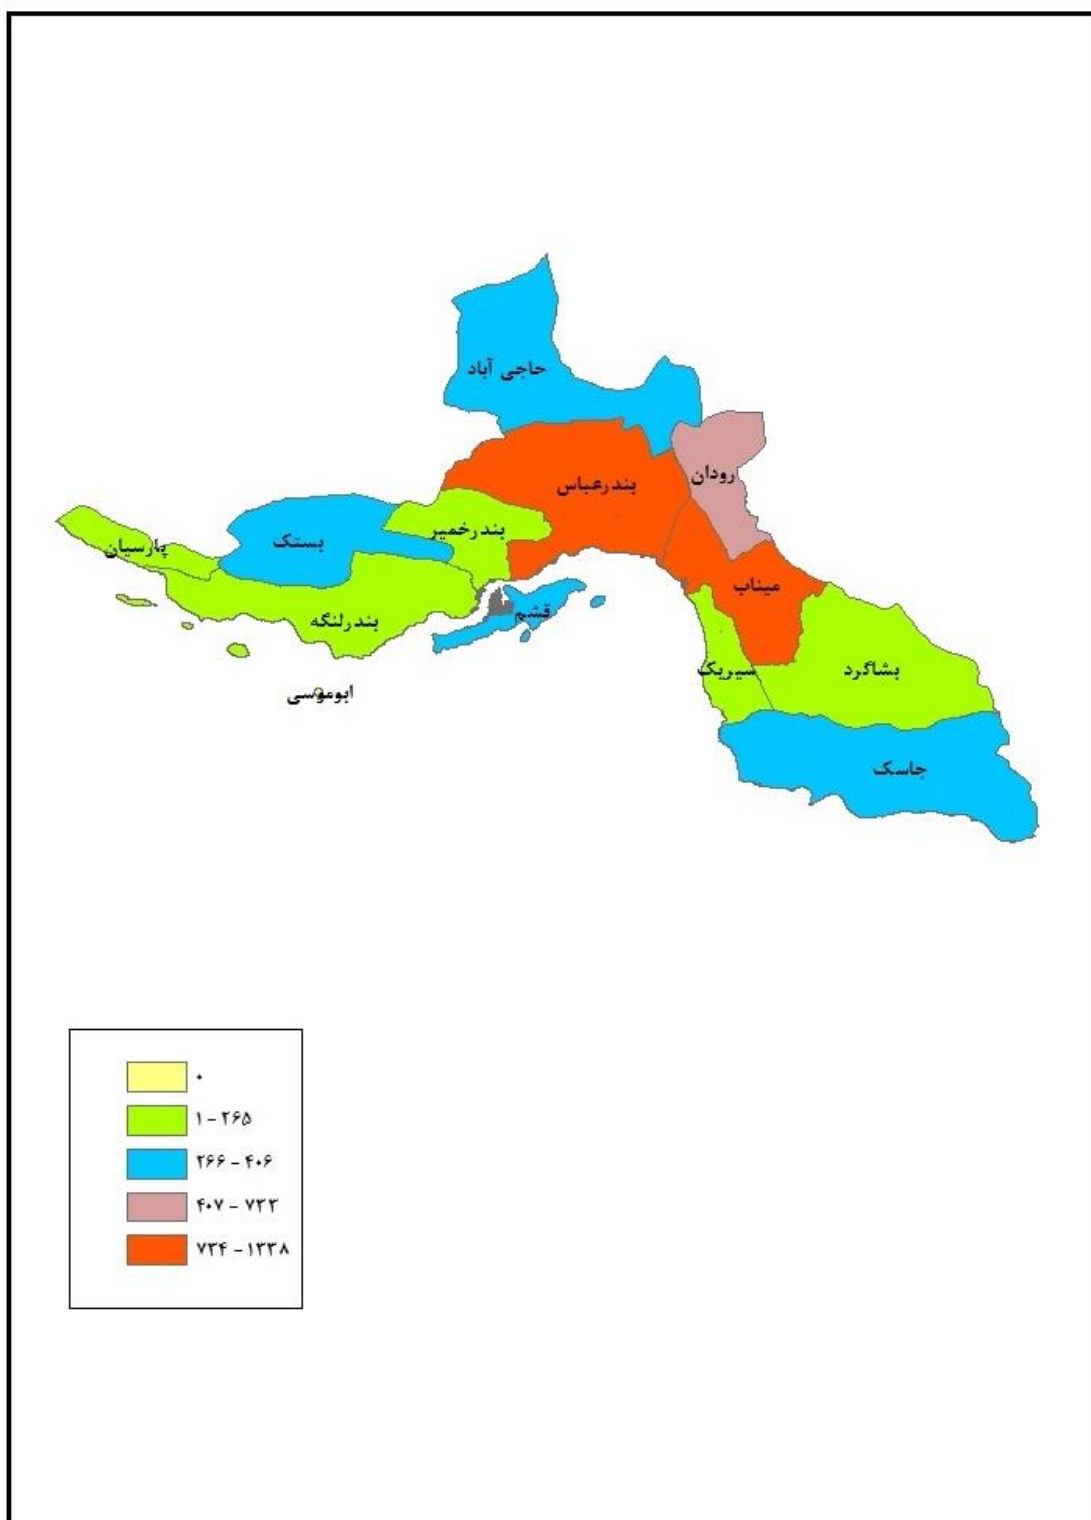 حاجی آباد
رودان
بندرعباس
بندرخمیر
بستک
پارسیان
میناب
قشم
بندرلنگه
سیریک
بشاگرد
ابوموسی
جاسک
۰
۱ - ۲۶۵
۲۶۶ - ۴۰۶
۴۰۷ - ۷۳۳
۷۳۴ - ۱۳۳۸